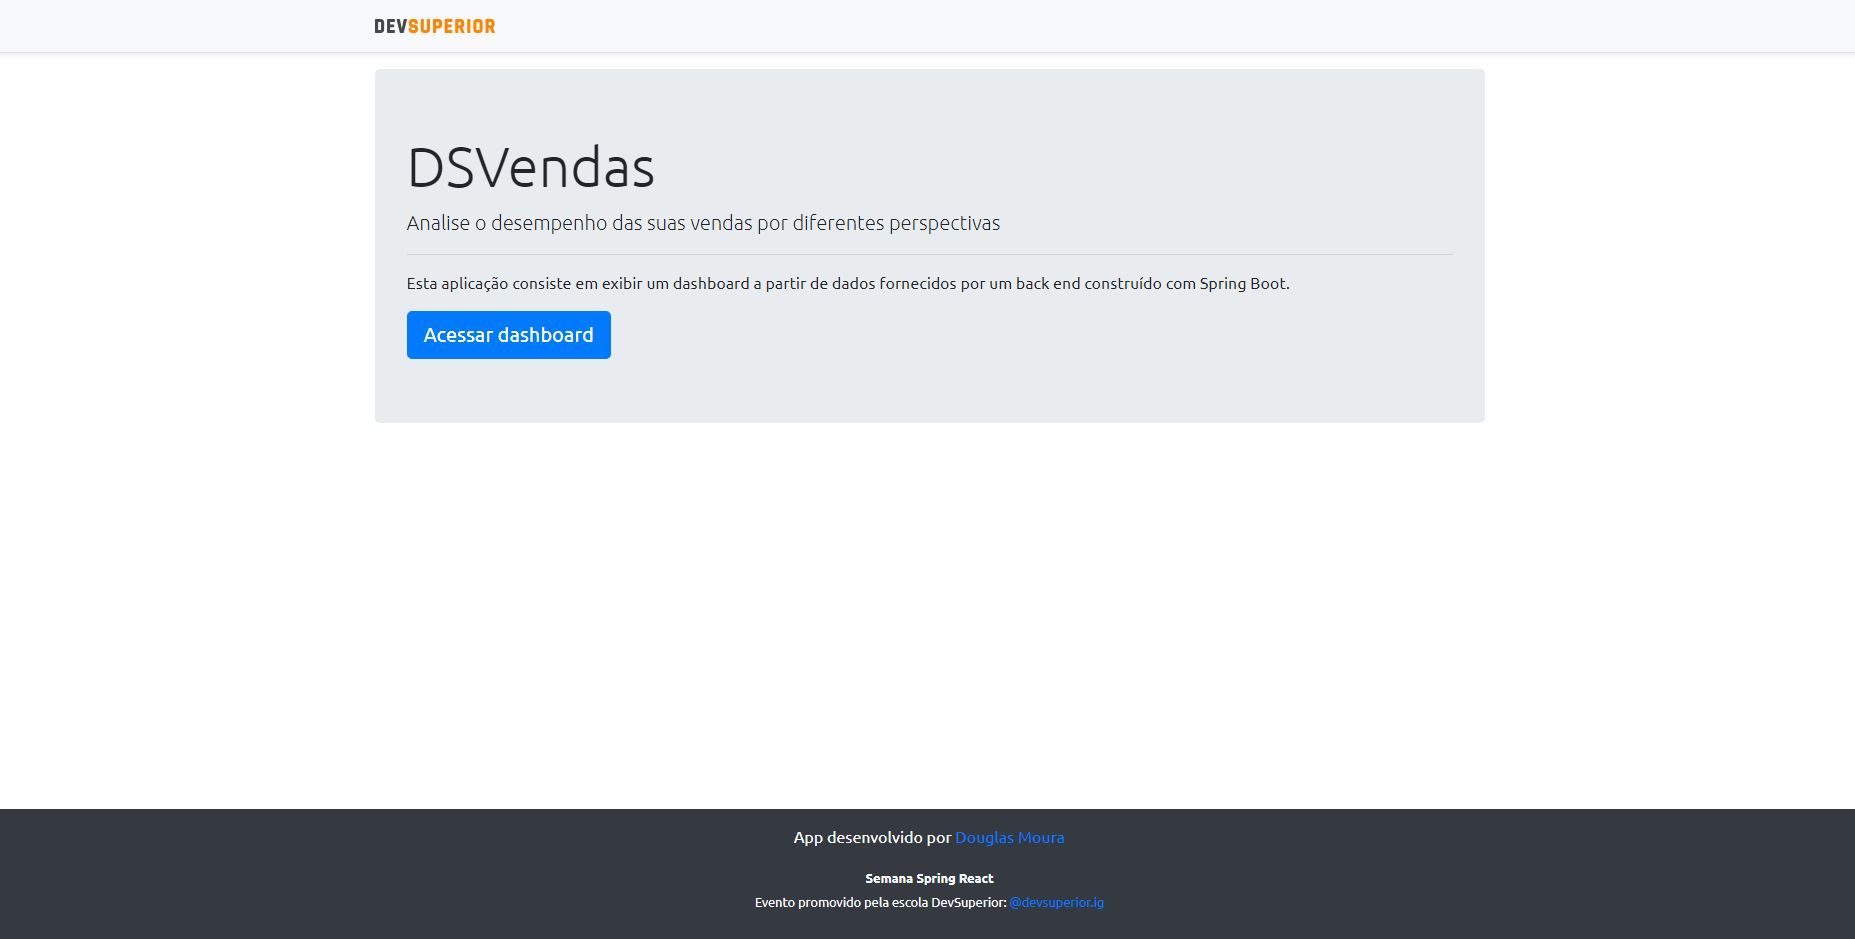 DEVSUPERIOR
DSVendas
Analise o desempenho das suas vendas por diferentes perspectivas
Esta aplicação consiste em exibir um dashboard a partir de dados fornecidos por um back end construído com Spring Boot.
Acessar dashboard
App desenvolvido por Douglas Moura
Semana Spring React
Evento promovido pela escola DevSuperior: @devsuperior.ig